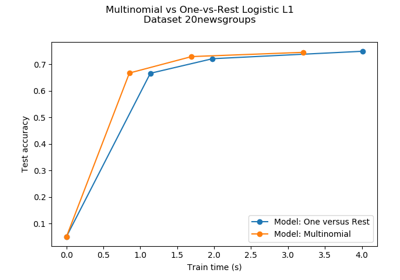 Multinomial vs One-vs-Rest Logistic L1
Dataset 20newsgroups
0.7
0.6
0.5
0.4
0.3
0.2
0.1
Test accuracy
Model: One versus Rest
Model: Multinomial
0.0 0.5 1.0 1.5 2.0 2.5 3.0 3.5 4.0
Train time (s)